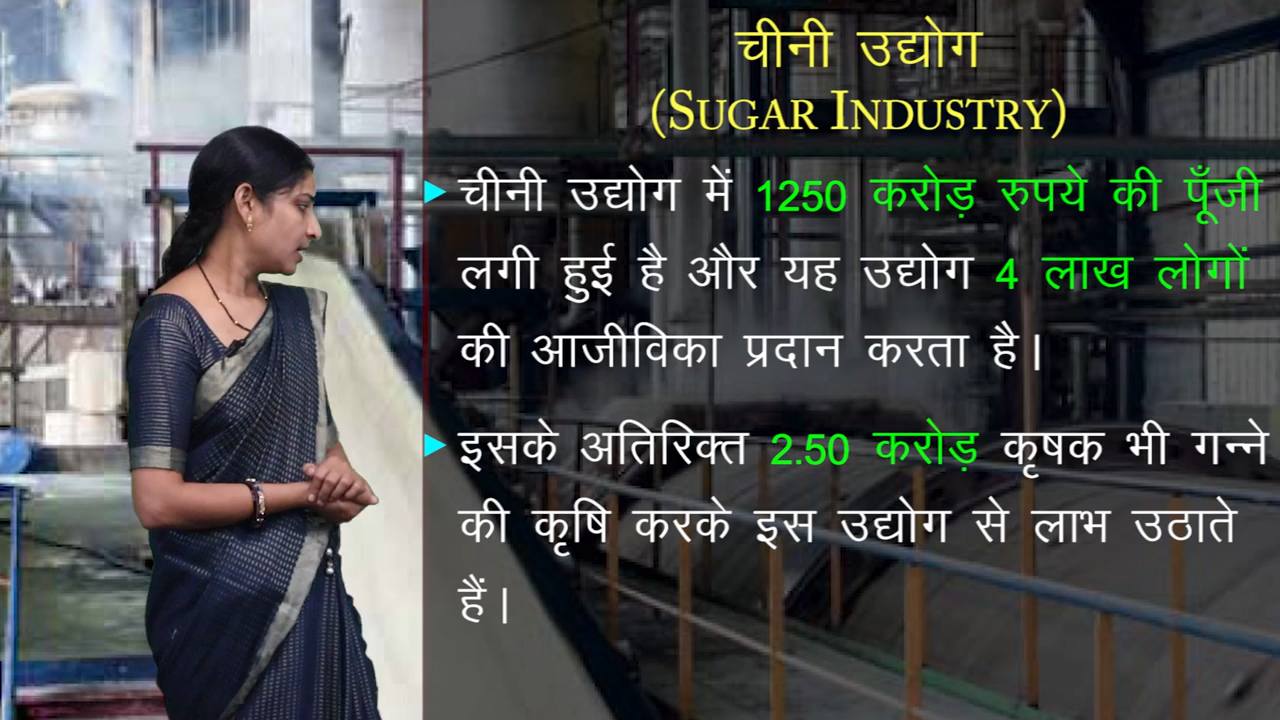 चीनी उद्योग
(SUGAR INDUSTRY)
चीनी उद्योग में 1250 करोड़ रुपये की पूँजी
लगी हुई है और यह उद्योग 4 लाख लोगों
की आजीविका प्रदान करता है।
इसके अतिरिक्त 2.50 करोड़ कृषक भी गन्ने
की कृषि करके इस उद्योग से लाभ उठाते
हैं।